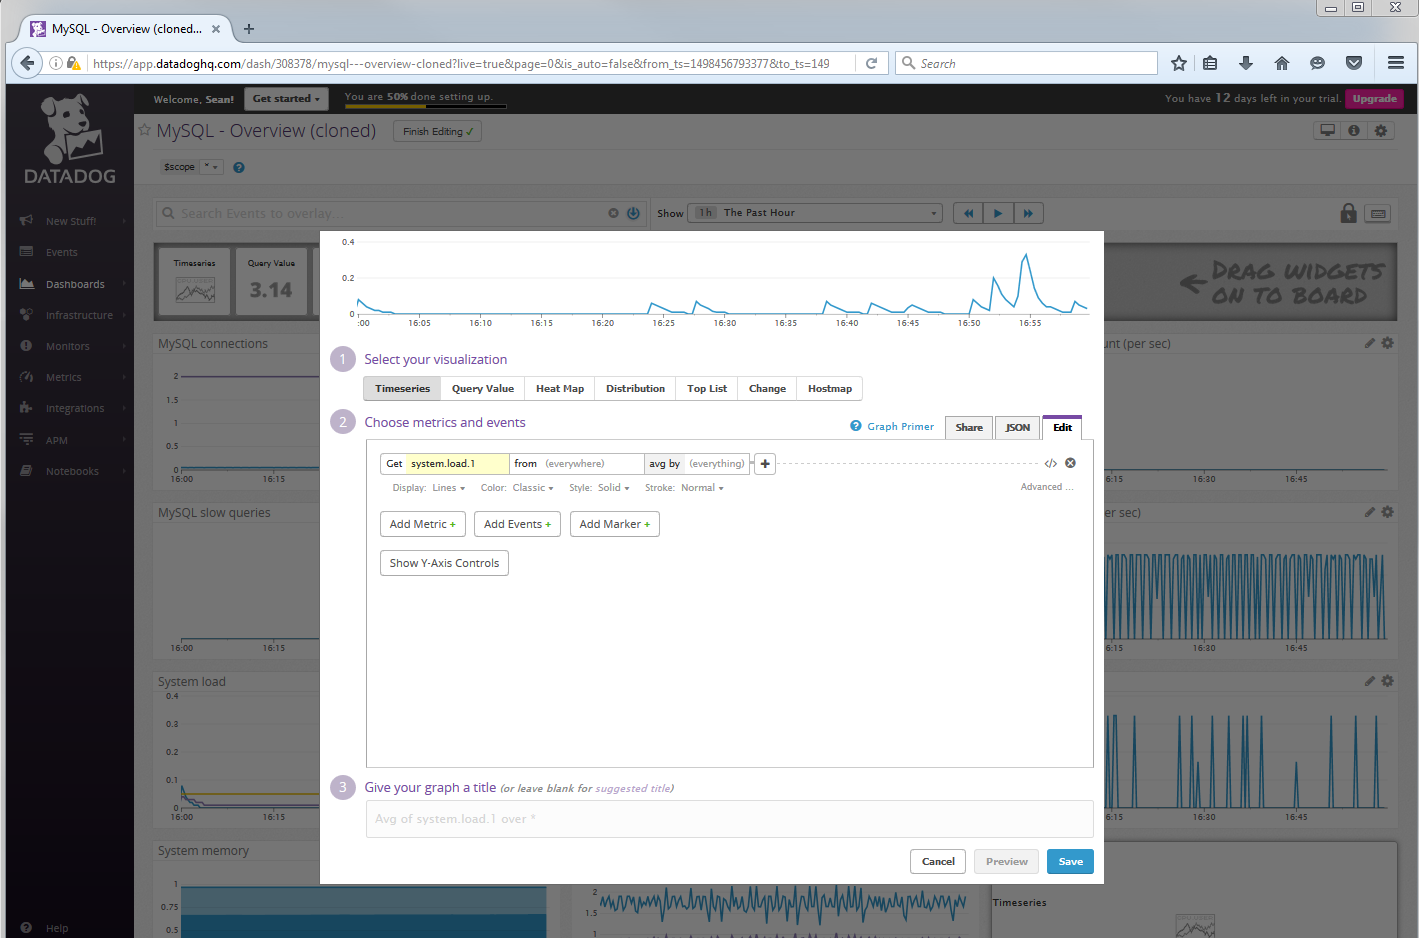 MySQL - Overview (cloned...
https://app.datadoghq.com/dash/308378/mysql---overview-cloned?live=true&page=0&is_auto=false&from_ts=1498456793377&to_ts=149
Search
DATADOG
Welcome, Sean!
Get started
You are 50% done setting up.
You have 12 days left in your trial.
Upgrade
MySQL - Overview (cloned)
Finish Editing ✓
$scope
*
New Stuff!
Events
Dashboards
Infrastructure
Monitors
Metrics
Integrations
APM
Notebooks
Help
Search Events to overlay...
Show
1h The Past Hour
Timeseries
Query Value
3.14
DRAG WIDGETS
ON TO BOARD
MySQL connections
2
1.5
1
0.5
0
16:00 16:15
MySQL slow queries
16:00 16:15
System load
0.4
0.3
0.2
0.1
0
16:00 16:15
System memory
1
0.75
0.5
0.4
0.2
0
:00 16:05 16:10 16:15 16:20 16:25 16:30 16:35 16:40 16:45 16:50 16:55
1 Select your visualization
Timeseries Query Value Heat Map Distribution Top List Change Hostmap
2 Choose metrics and events
Graph Primer
Share JSON Edit
Get system.load.1 from (everywhere) avg by (everything) +
</>
Display: Lines Color: Classic Style: Solid Stroke: Normal
Advanced ...
Add Metric + Add Events + Add Marker +
Show Y-Axis Controls
3 Give your graph a title (or leave blank for suggested title)
Avg of system.load.1 over *
Cancel Preview Save
unt (per sec)
6:15 16:30 16:45
er sec)
6:15 16:30 16:45
6:15 16:30 16:45
2
1.5
1
Timeseries